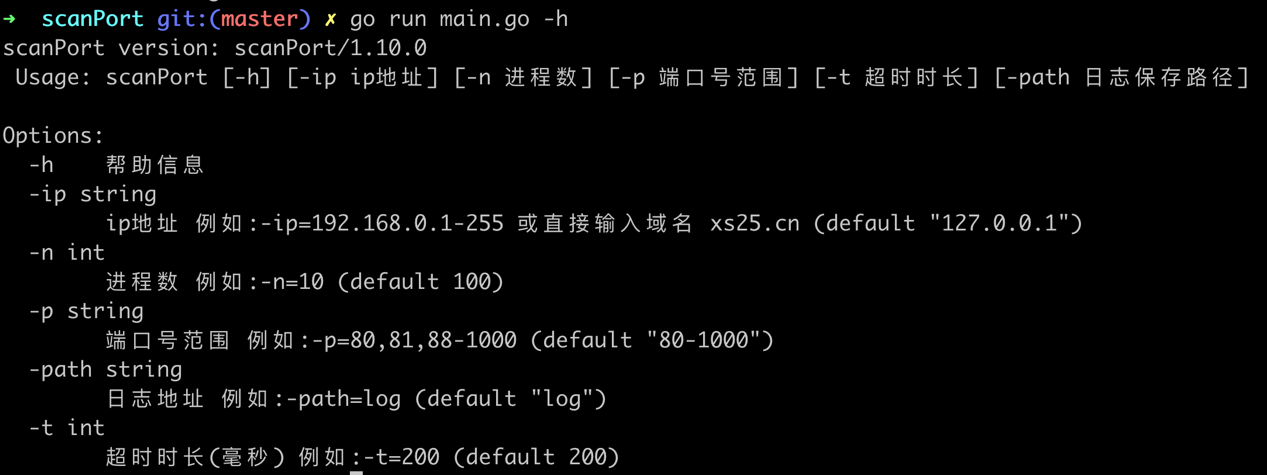 ➜  scanPort git:(master) ✗ go run main.go -h
scanPort version: scanPort/1.10.0
 Usage: scanPort [-h] [-ip ip地址] [-n 进程数] [-p 端口号范围] [-t 超时时长] [-path 日志保存路径]
Options:
  -h    帮助信息
  -ip string
        ip地址 例如:-ip=192.168.0.1-255 或直接输入域名 xs25.cn (default "127.0.0.1")
  -n int
        进程数 例如:-n=10 (default 100)
  -p string
        端口号范围 例如:-p=80,81,88-1000 (default "80-1000")
  -path string
        日志地址 例如:-path=log (default "log")
  -t int
        超时时长(毫秒) 例如:-t=200 (default 200)